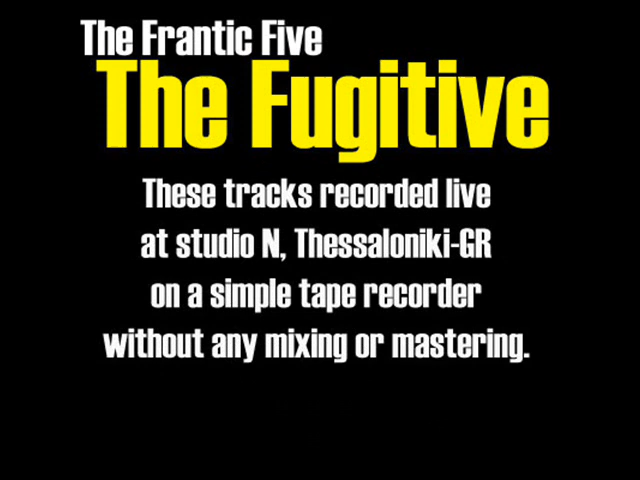 The Frantic Five
The Fugitive
These tracks recorded live
at studio N, Thessaloniki-GR
on a simple tape recorder
without any mixing or mastering.